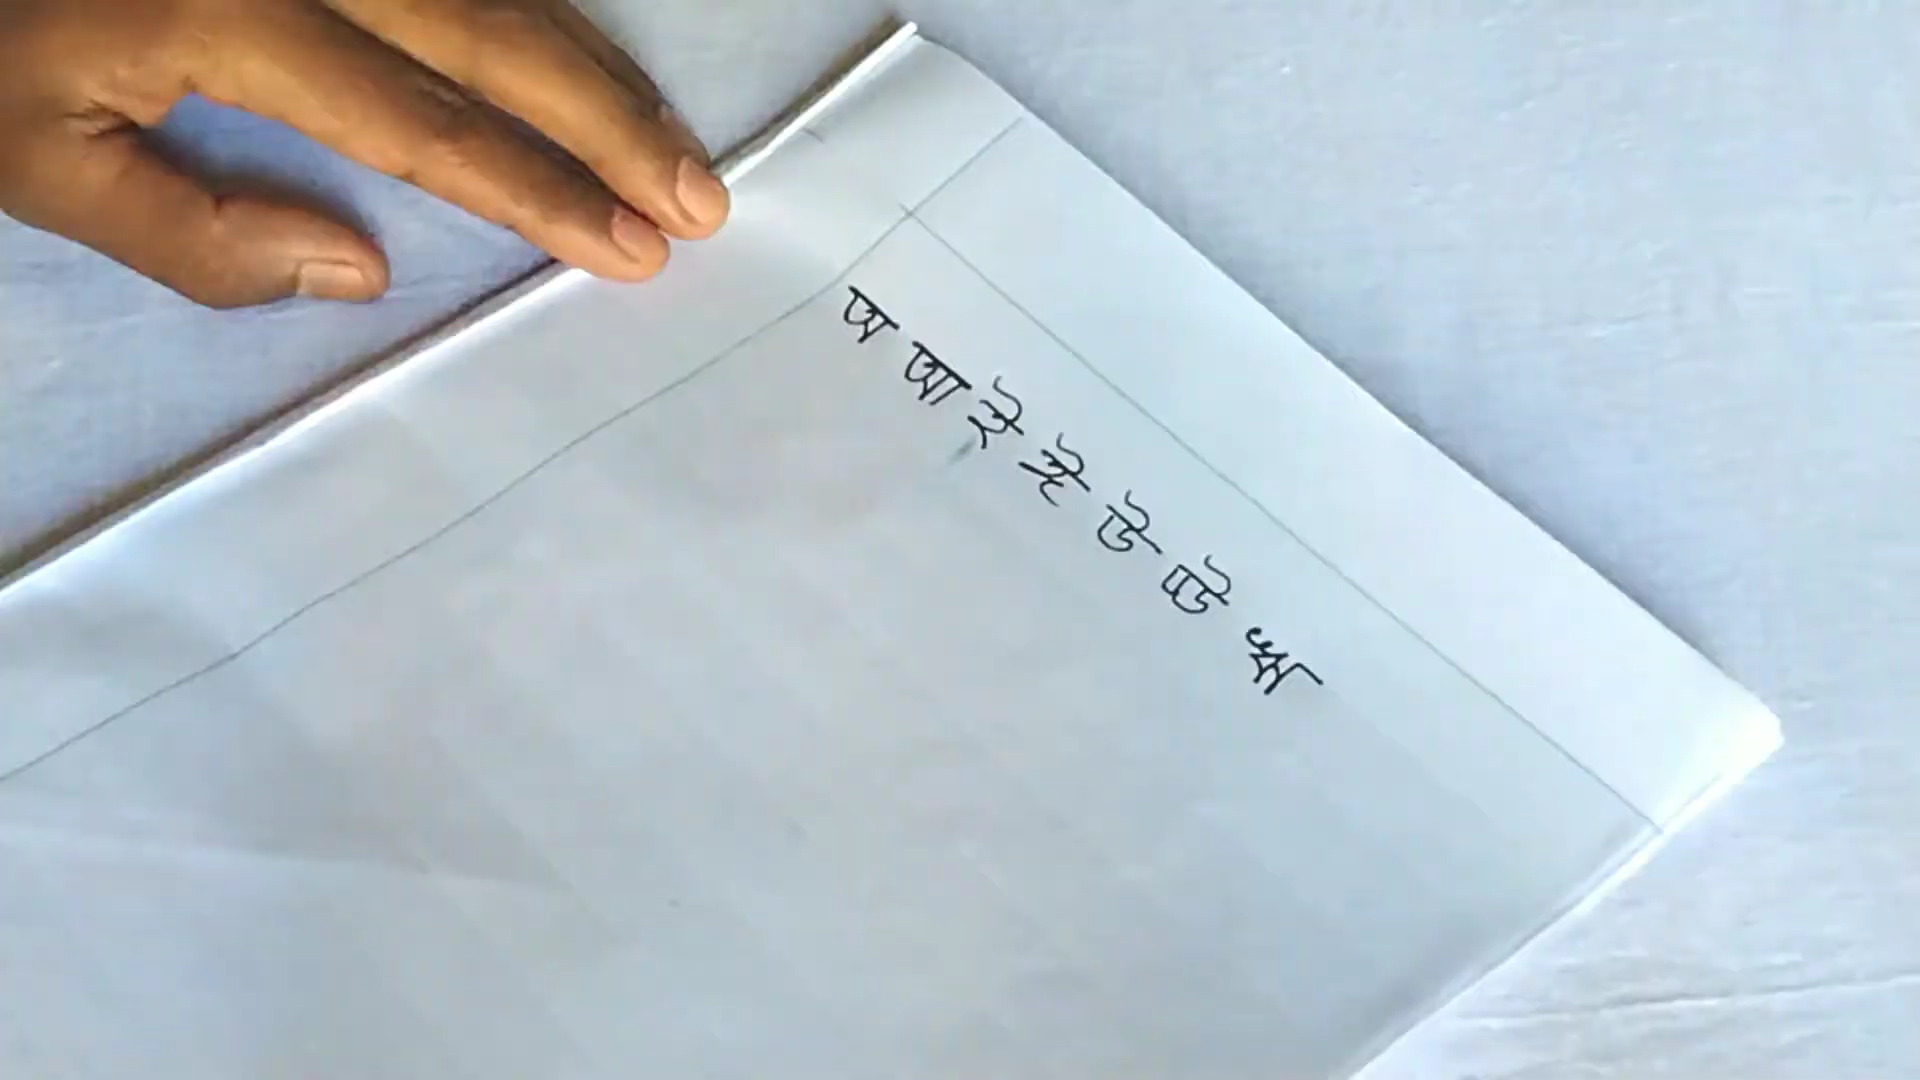 অ আ ই ঈ উ ঊ ঋ